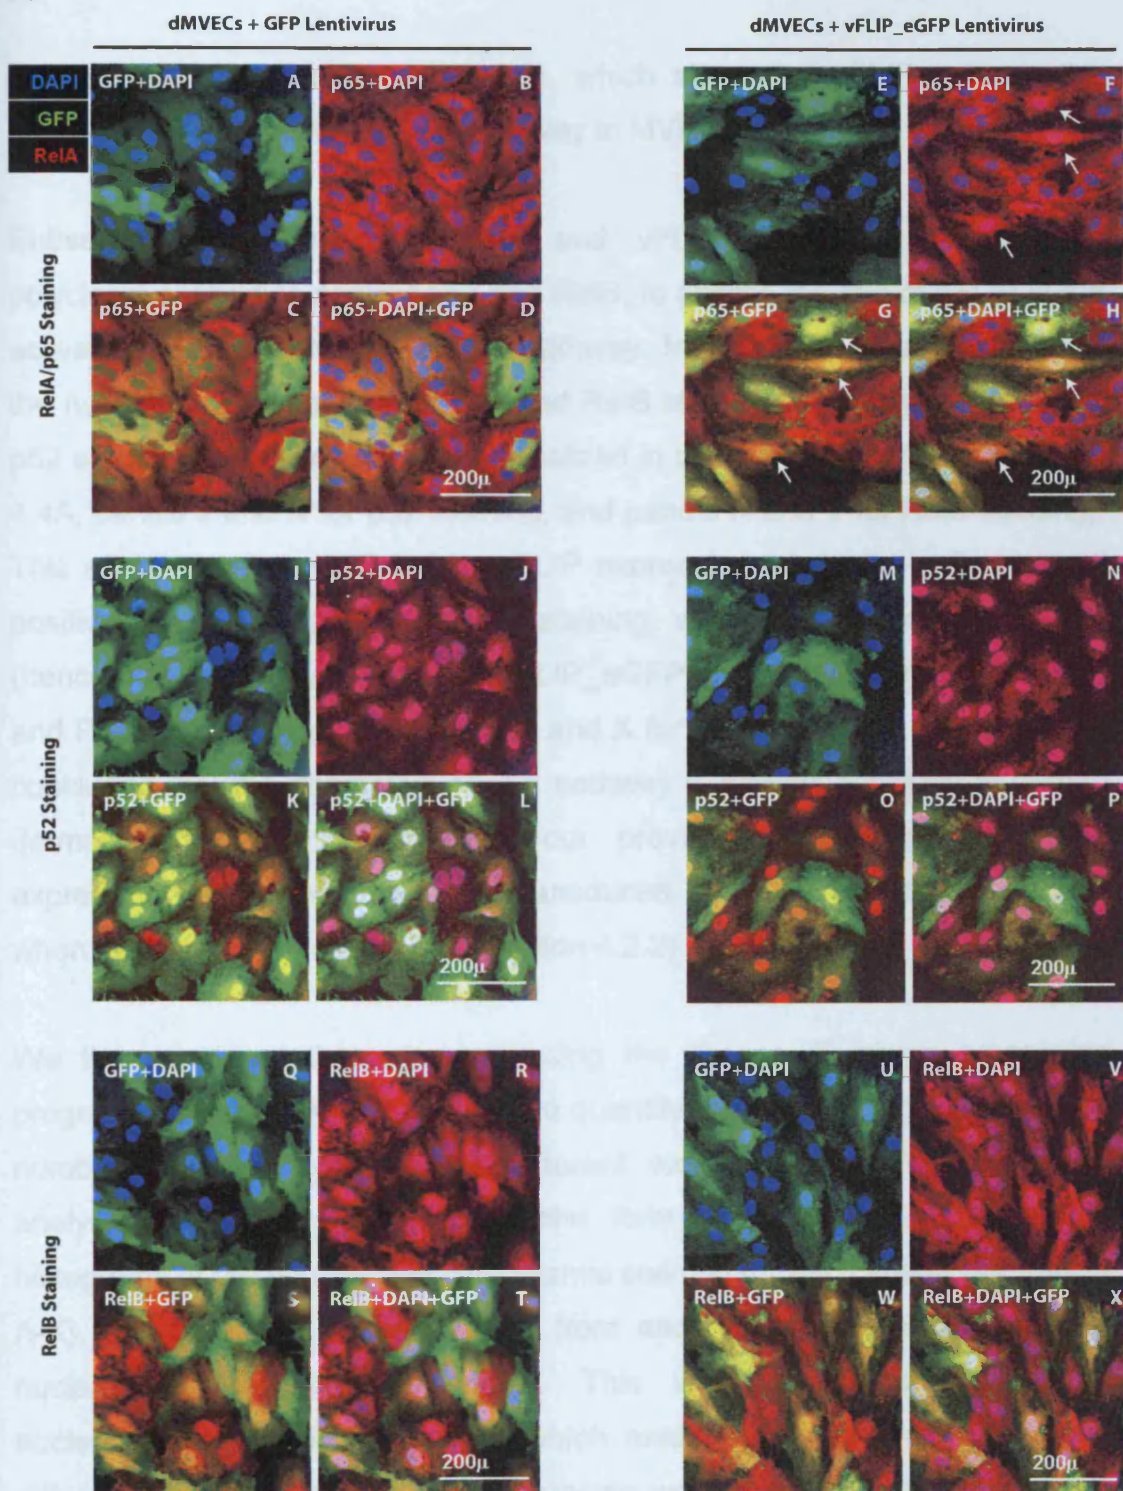 dMVECs + GFP Lentivirus
dMVECs + vFLIP_eGFP Lentivirus
DAPI
GFP
RelA
RelA/p65 Staining
GFP+DAPI A
p65+DAPI B
GFP+DAPI E
p65+DAPI F
p65+GFP C
p65+DAPI+GFP D
200μ
p65+GFP G
p65+DAPI+GFP H
200μ
p52 Staining
GFP+DAPI I
p52+DAPI J
GFP+DAPI M
p52+DAPI N
p52+GFP K
p52+DAPI+GFP L
200μ
p52+GFP O
p52+DAPI+GFP P
200μ
RelB Staining
GFP+DAPI Q
RelB+DAPI R
GFP+DAPI U
RelB+DAPI V
RelB+GFP S
RelB+DAPI+GFP T
200μ
RelB+GFP W
RelB+DAPI+GFP X
200μ